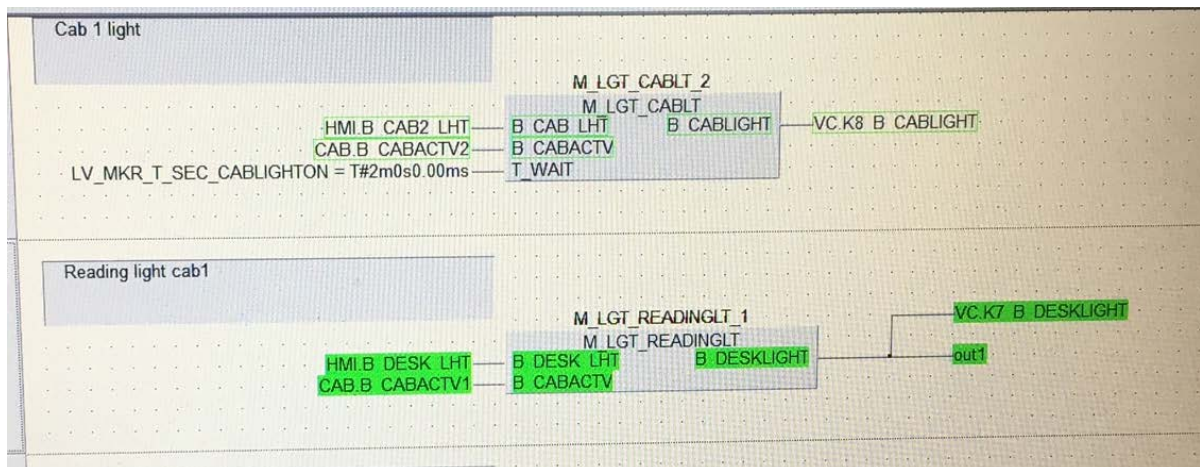 Cab 1 light
M_LGT_CABLT_2
M_LGT_CABLT
HMI.B_CAB2_LHT B_CAB_LHT B_CABLIGHT VC.K8_B_CABLIGHT
CAB.B_CABACTV2 B_CABACTV
LV_MKR_T_SEC_CABLIGHTON = T#2m0s0.00ms T_WAIT
Reading light cab1
M_LGT_READINGLT_1
M_LGT_READINGLT
VC.K7_B_DESKLIGHT
HMI.B_DESK_LHT B_DESK_LHT B_DESKLIGHT out1
CAB.B_CABACTV1 B_CABACTV